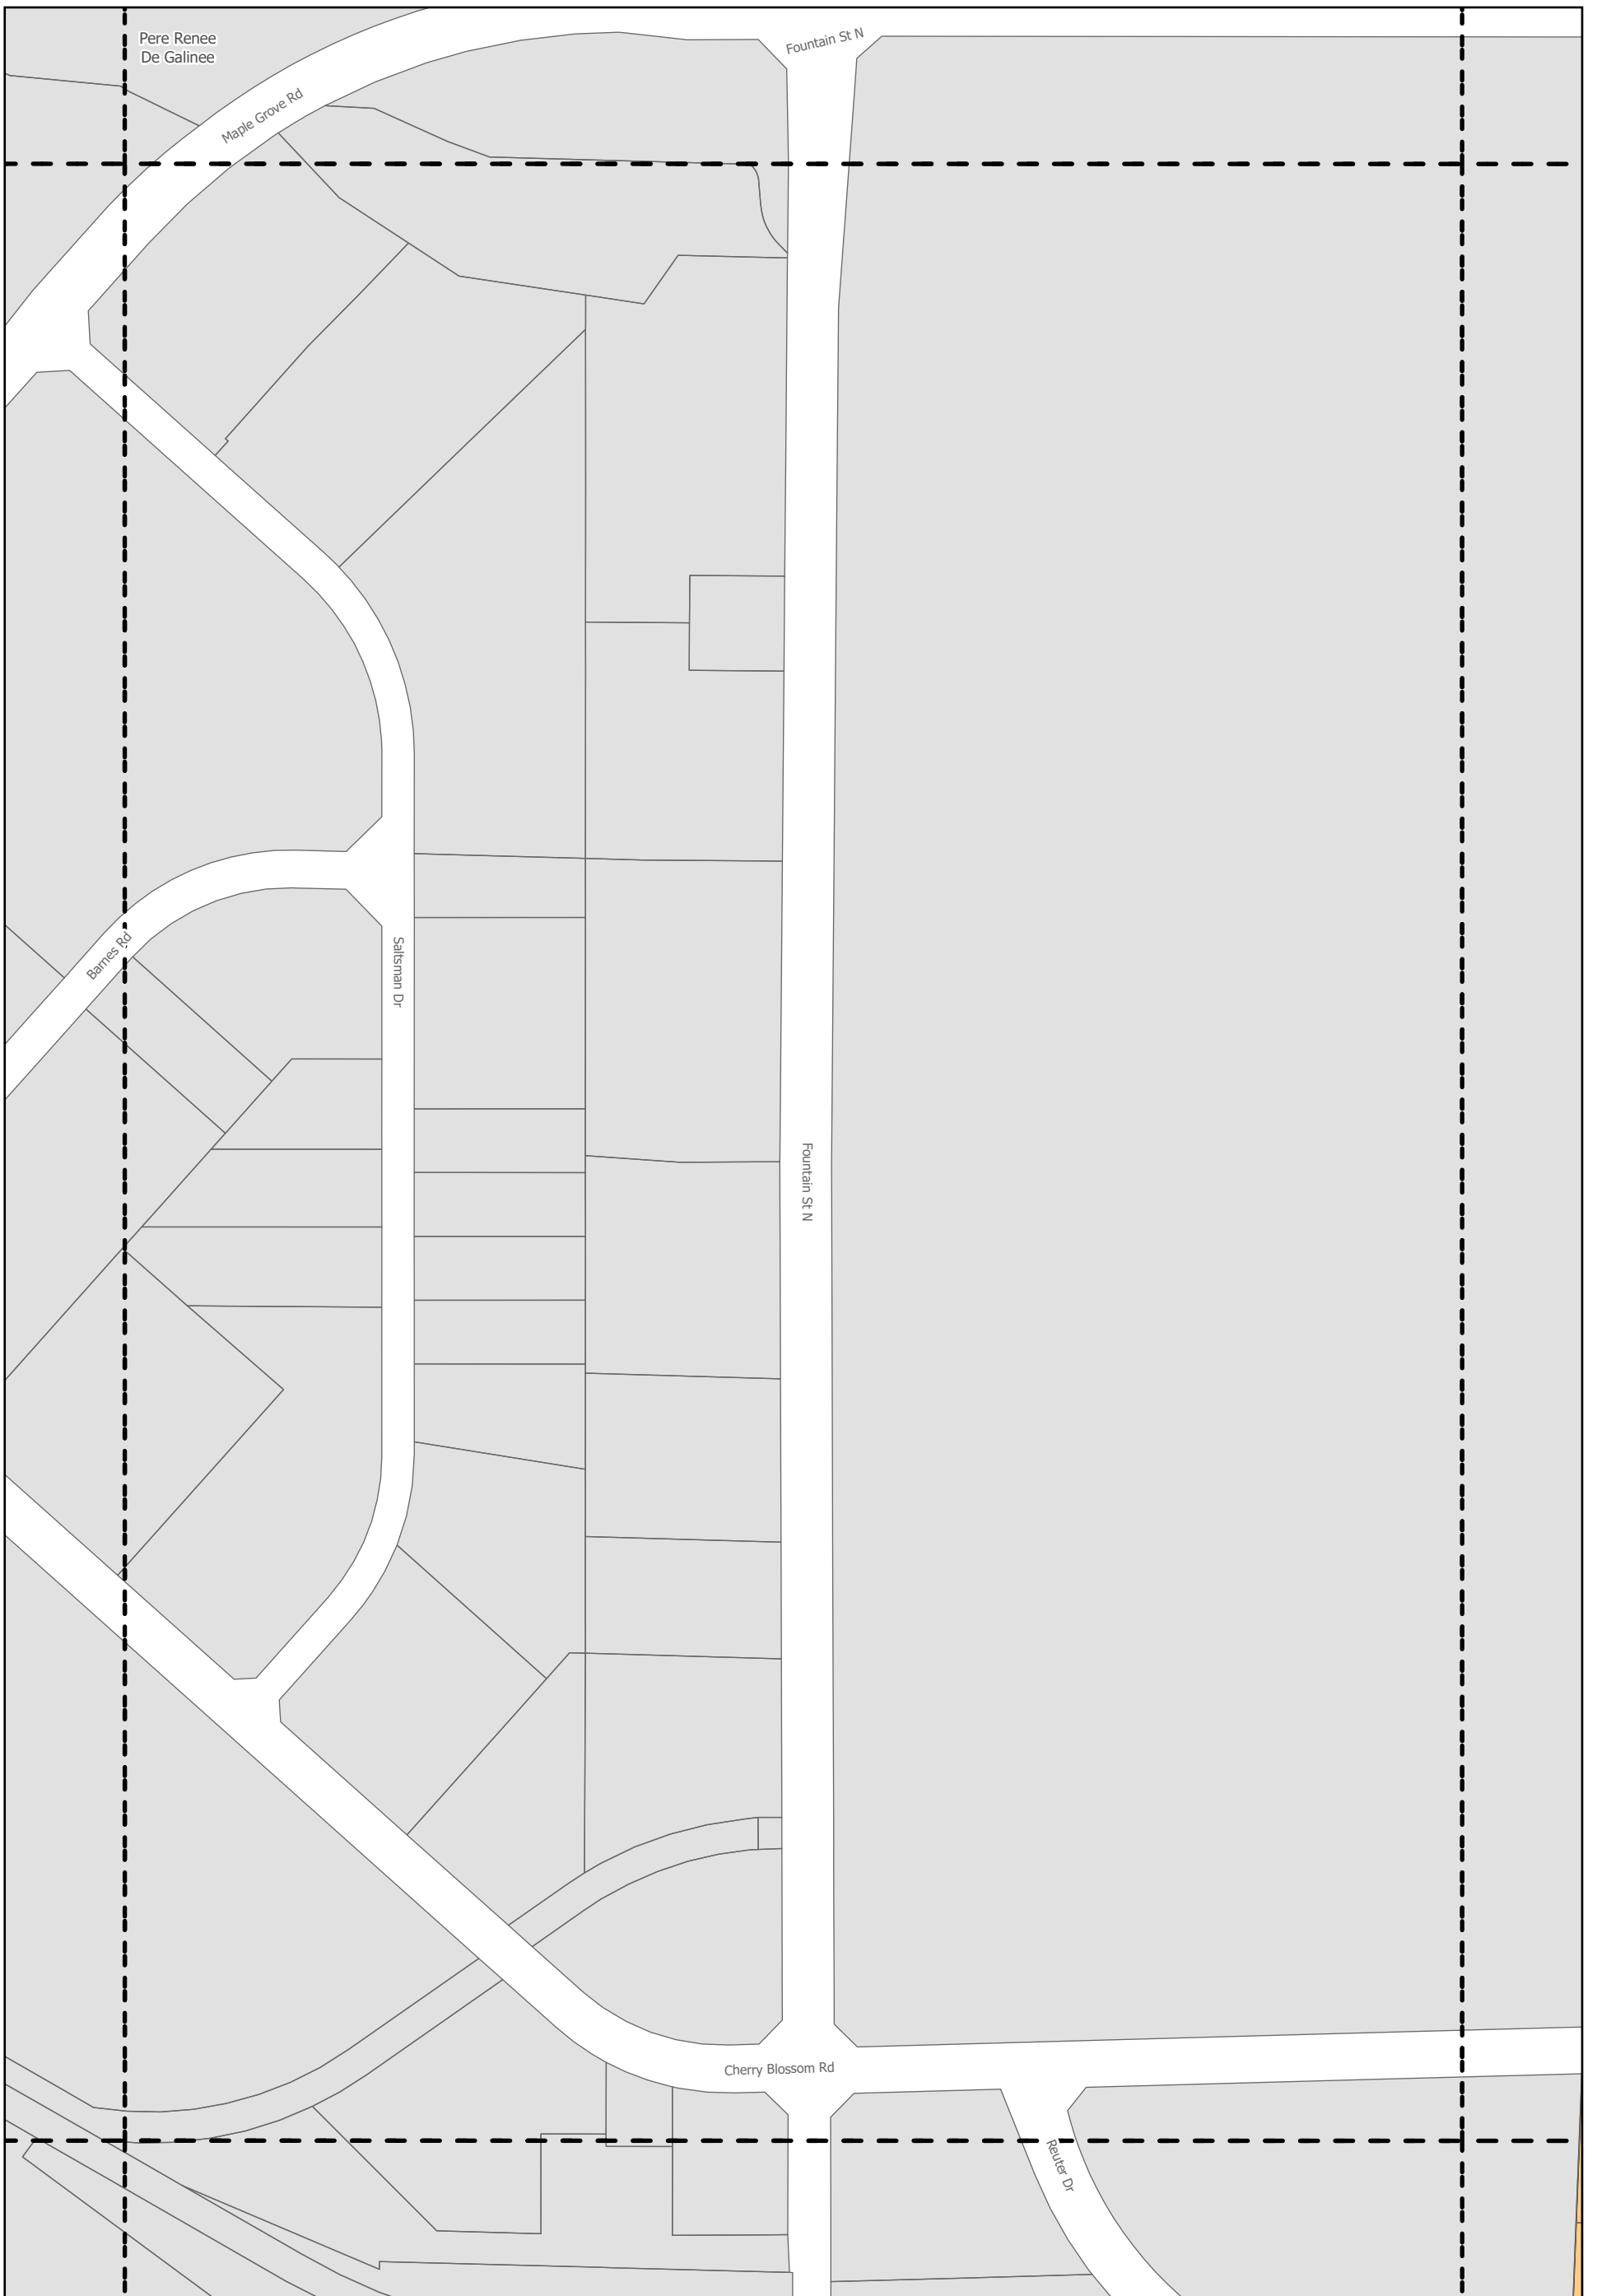 Pere Renee
De Galinee
Fountain St N
Maple Grove Rd
Barnes Rd
Saltsman Dr
Fountain St N
Cherry Blossom Rd
Reuter Dr